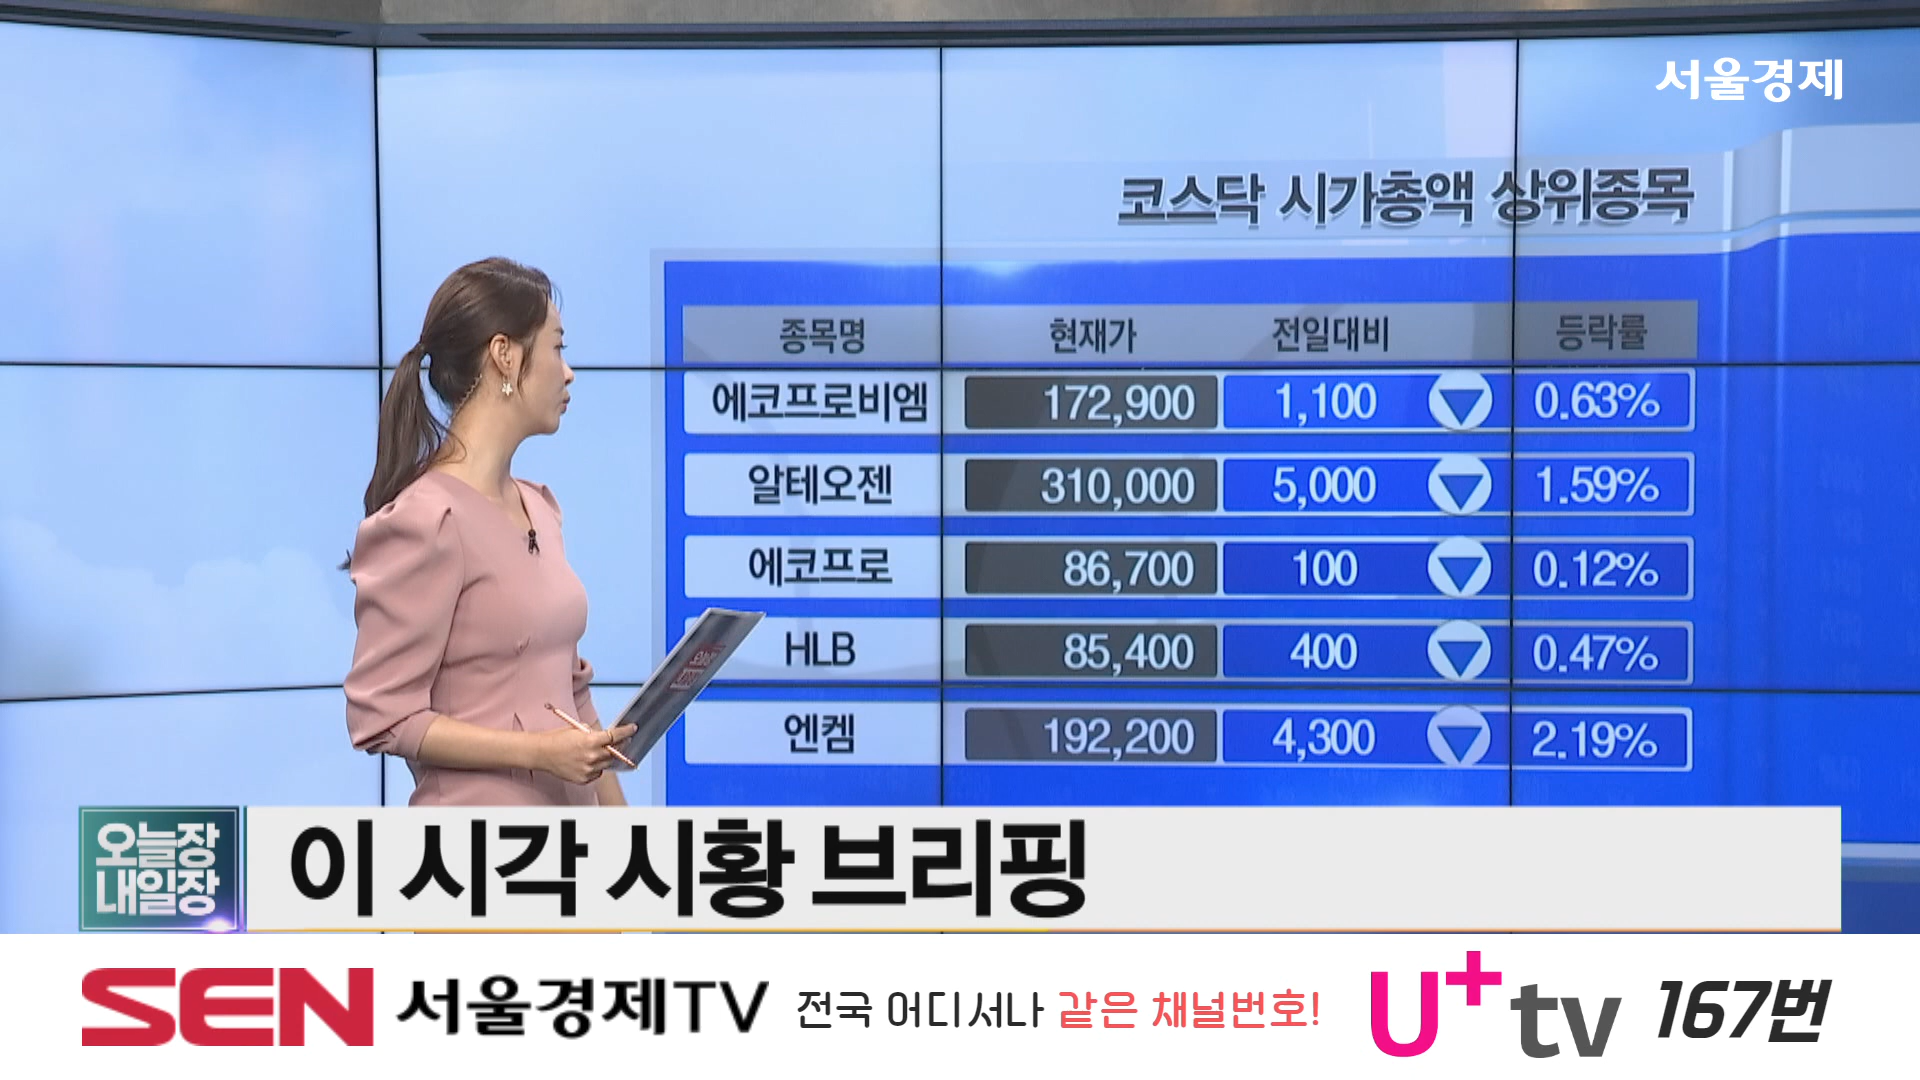 서울경제
코스닥 시가총액 상위종목
종목명 현재가 전일대비 등락률
에코프로비엠 172,900 1,100 ▼ 0.63%
알테오젠 310,000 5,000 ▼ 1.59%
에코프로 86,700 100 ▼ 0.12%
HLB 85,400 400 ▼ 0.47%
엔켐 192,200 4,300 ▼ 2.19%
오늘장
내일장
이 시각 시황 브리핑
SEN 서울경제TV 전국 어디서나 같은 채널번호! U+tv 167번